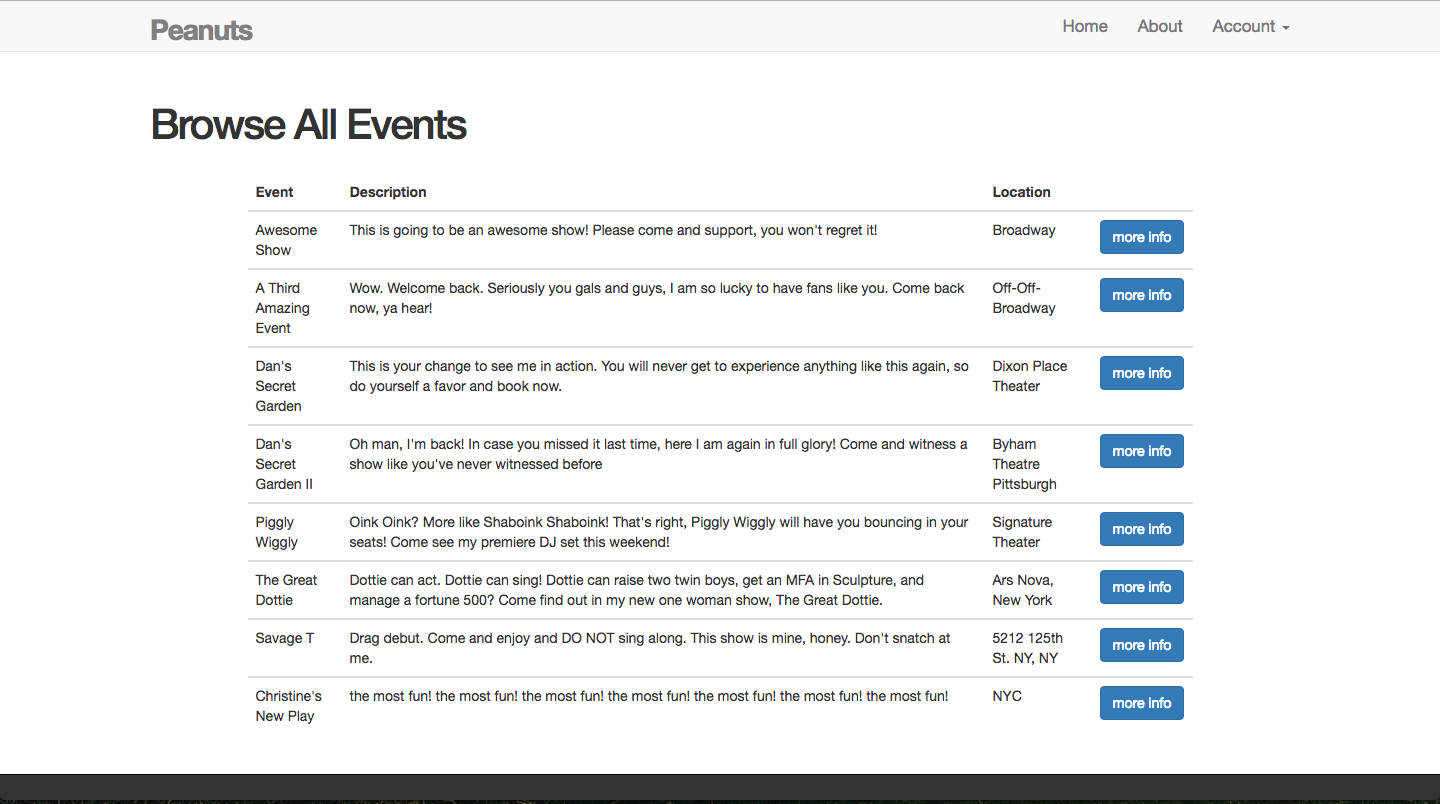 Peanuts
Home About Account
Browse All Events
Event Description Location
Awesome This is going to be an awesome show! Please come and support, you won't regret it! Broadway more info
Show
A Third Wow. Welcome back. Seriously you gals and guys, I am so lucky to have fans like you. Come back Off-Off- more info
Amazing now, ya hear! Broadway
Event
Dan's This is your change to see me in action. You will never get to experience anything like this again, so Dixon Place more info
Secret do yourself a favor and book now. Theater
Garden
Dan's Oh man, I'm back! In case you missed it last time, here I am again in full glory! Come and witness a Byham more info
Secret show like you've never witnessed before Theatre
Garden II Pittsburgh
Piggly Oink Oink? More like Shaboink Shaboink! That's right, Piggly Wiggly will have you bouncing in your Signature more info
Wiggly seats! Come see my premiere DJ set this weekend! Theater
The Great Dottie can act. Dottie can sing! Dottie can raise two twin boys, get an MFA in Sculpture, and Ars Nova, more info
Dottie manage a fortune 500? Come find out in my new one woman show, The Great Dottie. New York
Savage T Drag debut. Come and enjoy and DO NOT sing along. This show is mine, honey. Don't snatch at 5212 125th more info
me. St. NY, NY
Christine's the most fun! the most fun! the most fun! the most fun! the most fun! the most fun! the most fun! NYC more info
New Play